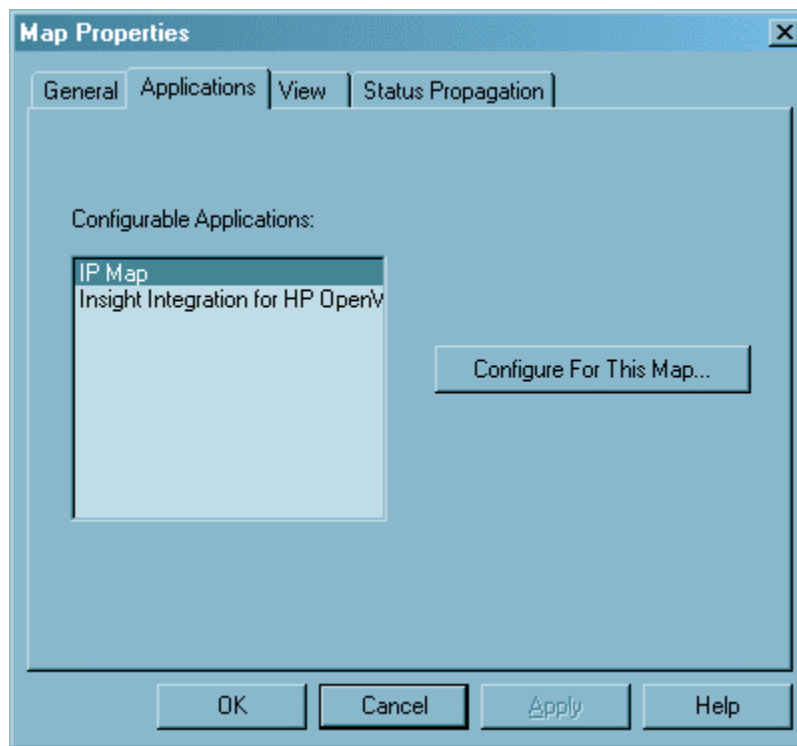 Map Properties
General Applications View Status Propagation
Configurable Applications:
IP Map
Insight Integration for HP OpenV
Configure For This Map...
OK Cancel Apply Help